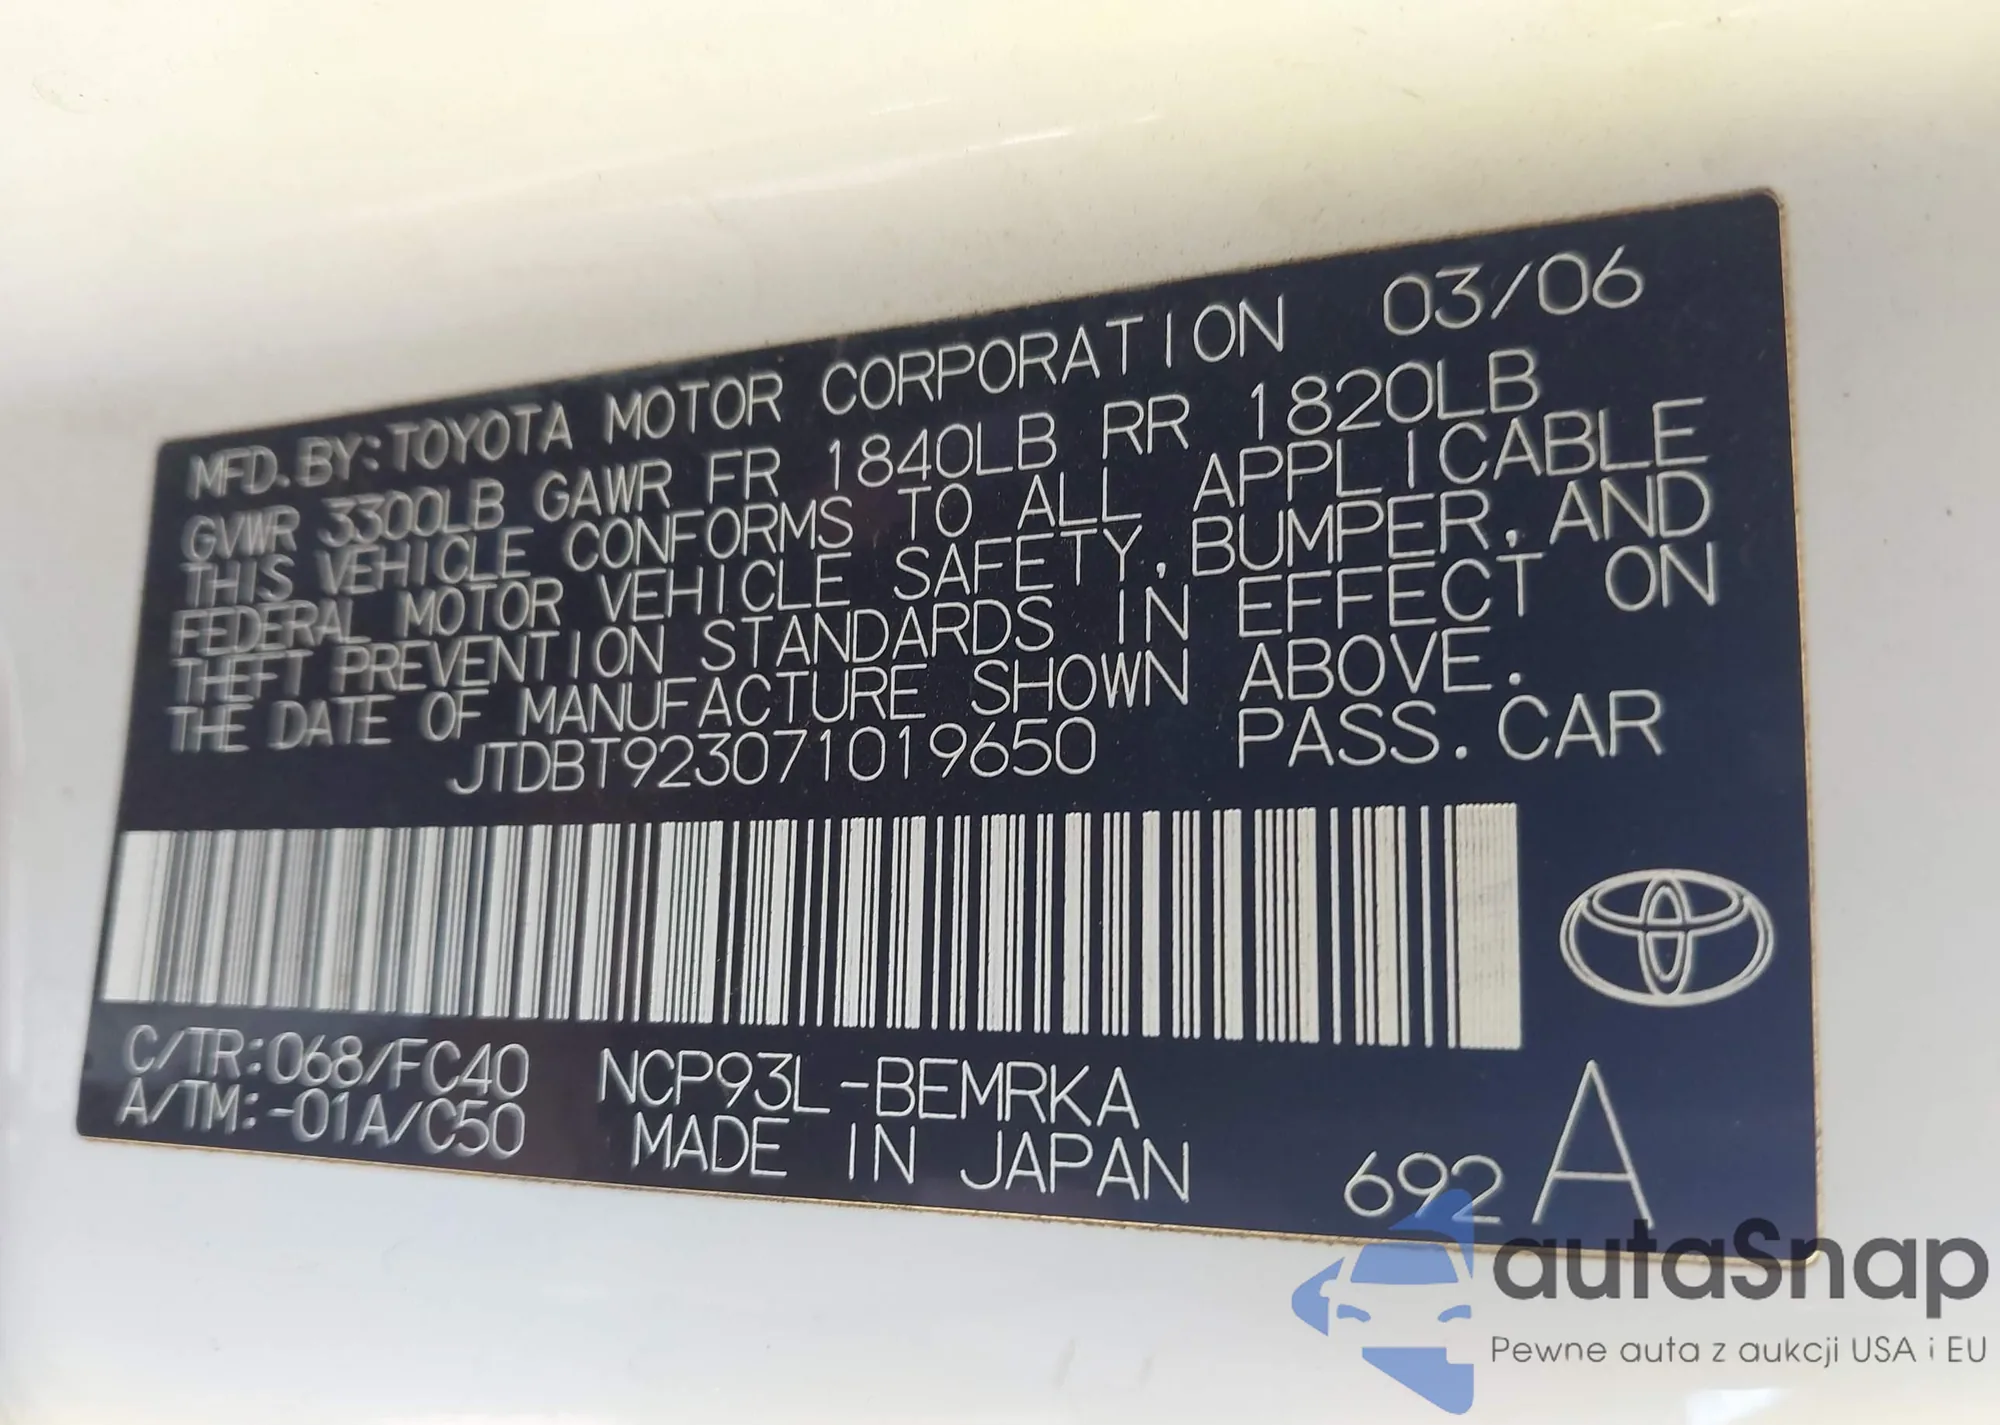 MFD. BY: TOYOTA MOTOR CORPORATION 03/06
GVWR 3300LB GAWR FR 1840LB RR 1820LB
THIS VEHICLE CONFORMS TO ALL APPLICABLE
FEDERAL MOTOR VEHICLE SAFETY, BUMPER, AND
THEFT PREVENTION STANDARDS IN EFFECT ON
THE DATE OF MANUFACTURE SHOWN ABOVE.
JTDBT923071019650 PASS. CAR
C/TR:068/FC40 NCP93L-BEMRKA
A/TM:-01A/C50 MADE IN JAPAN
692 A
autaSnap
Pewne auta z aukcji USA i EU